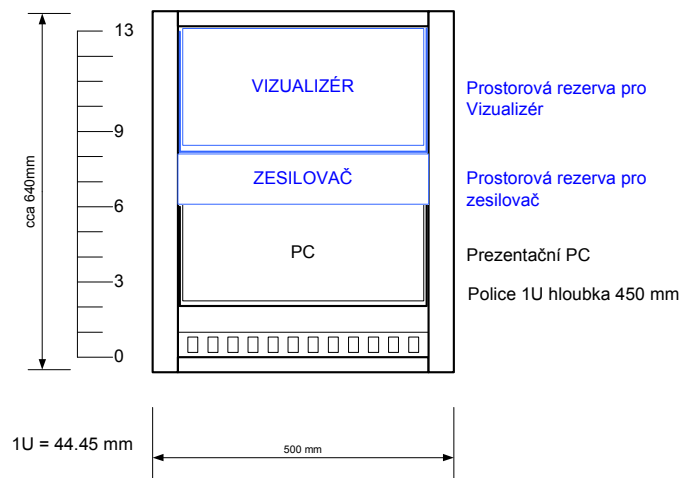 13
VIZUALIZÉR
Prostorová rezerva pro
Vizualizér
9
ZESILOVAČ
Prostorová rezerva pro
zesilovač
cca 640mm
6
PC
Prezentační PC
3
Police 1U hloubka 450 mm
0
1U = 44.45 mm
500 mm